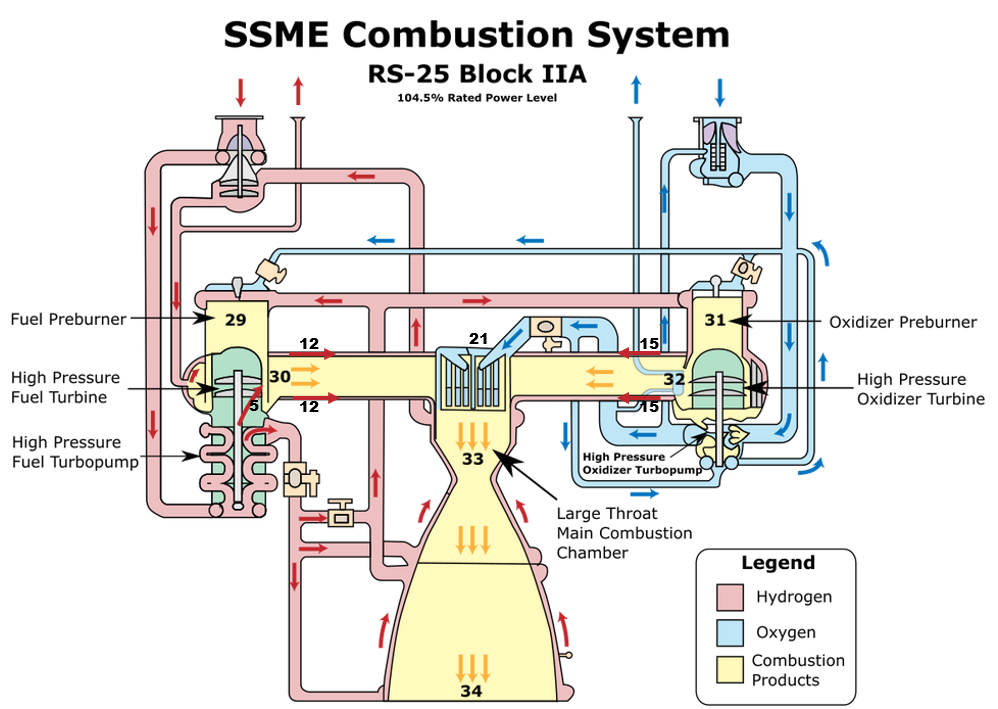 SSME Combustion System
RS-25 Block IIA
104.5% Rated Power Level
Fuel Preburner
29
31
Oxidizer Preburner
21
12
15
High Pressure
Fuel Turbine
30
32
High Pressure
Oxidizer Turbine
5
12
15
High Pressure
Fuel Turbopump
33
High Pressure
Oxidizer Turbopump
Large Throat
Main Combustion
Chamber
34
Legend
Hydrogen
Oxygen
Combustion
Products